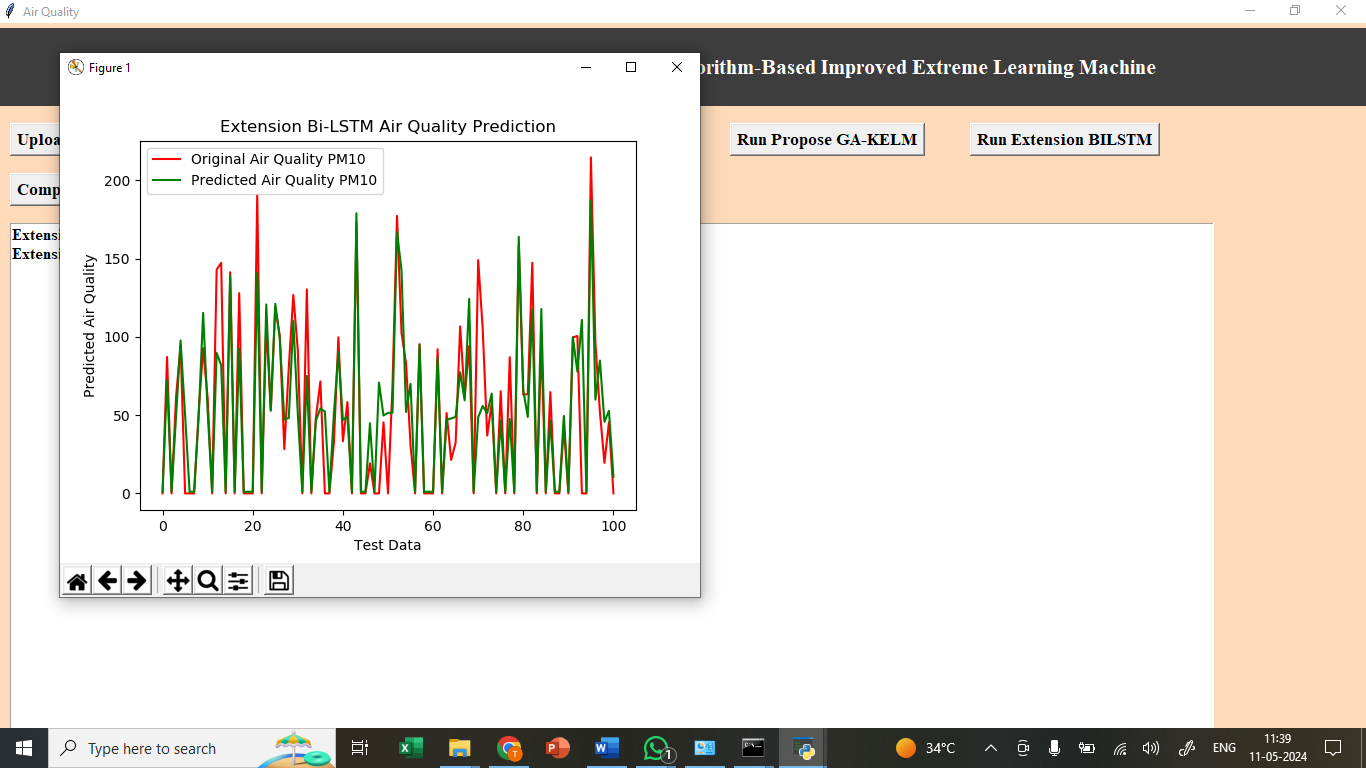 Air Quality
Figure 1
rithm-Based Improved Extreme Learning Machine
Uploa
Run Propose GA-KELM
Run Extension BILSTM
Comp
Extensi
Extensi
Extension Bi-LSTM Air Quality Prediction
Original Air Quality PM10
Predicted Air Quality PM10
Predicted Air Quality
200
150
100
50
0
0 20 40 60 80 100
Test Data
Type here to search
1
34°C
ENG
11:39
11-05-2024